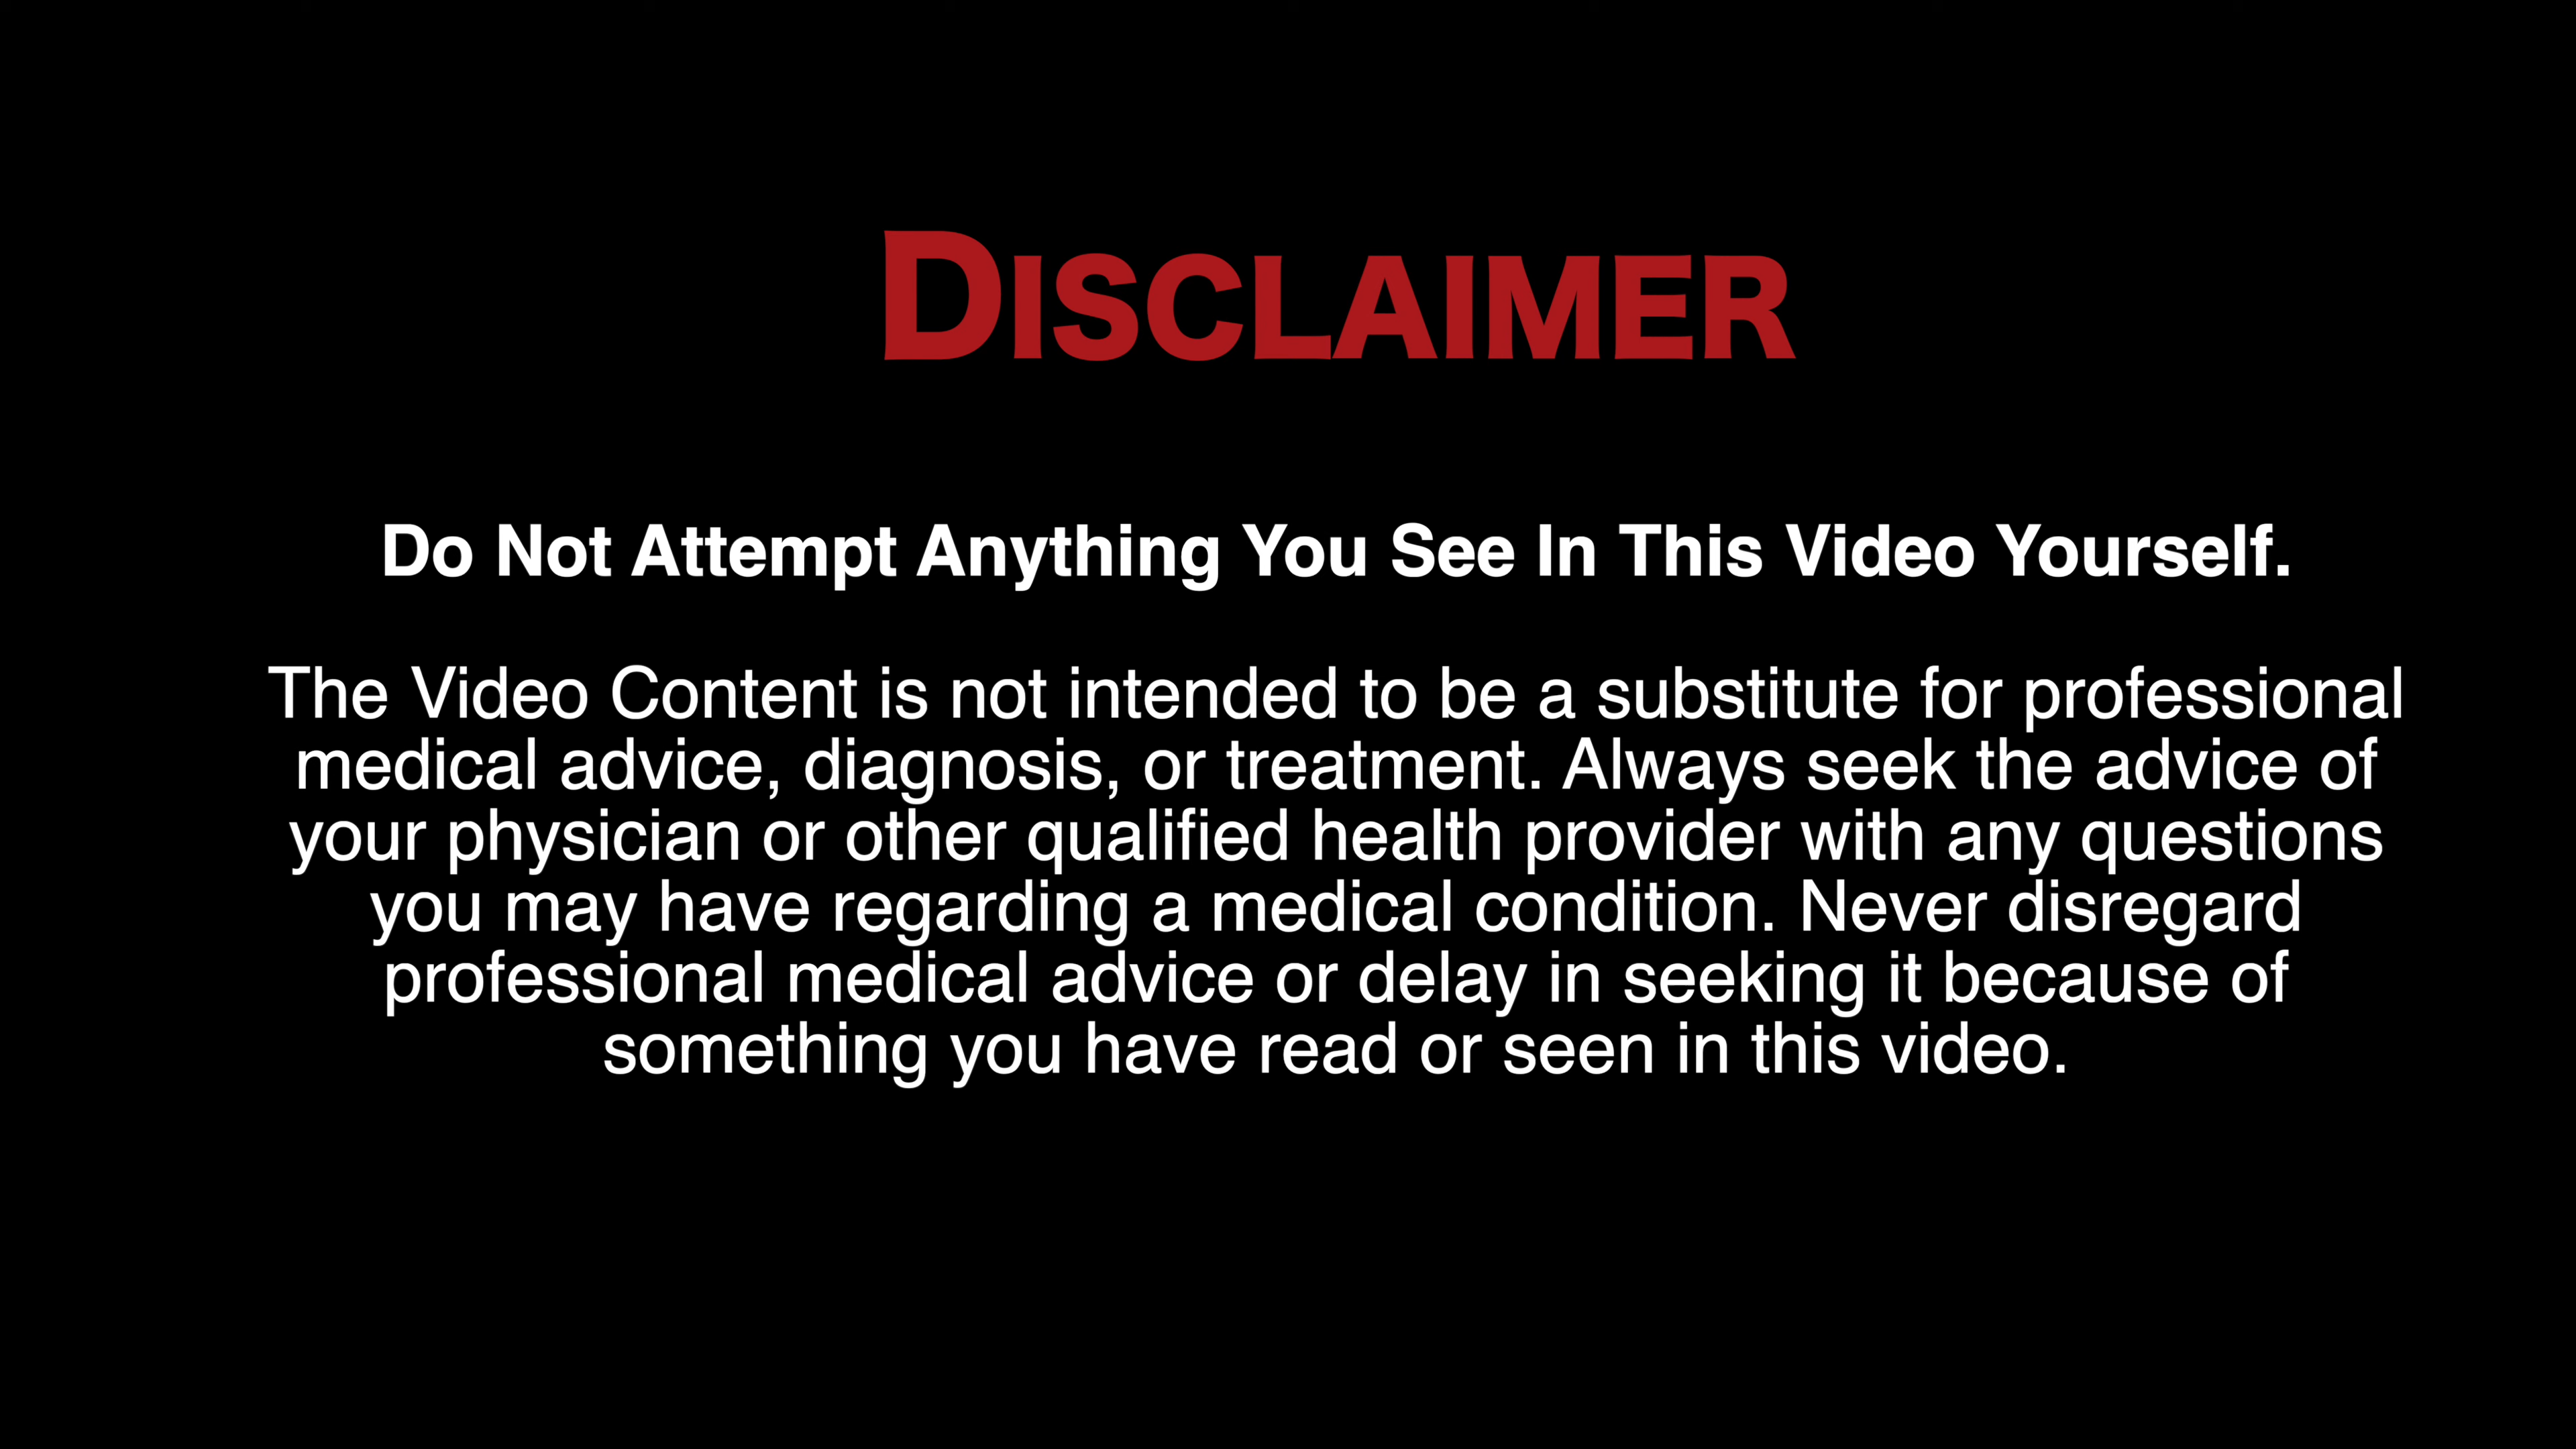 DISCLAIMER
Do Not Attempt Anything You See In This Video Yourself.
The Video Content is not intended to be a substitute for professional
medical advice, diagnosis, or treatment. Always seek the advice of
your physician or other qualified health provider with any questions
you may have regarding a medical condition. Never disregard
professional medical advice or delay in seeking it because of
something you have read or seen in this video.